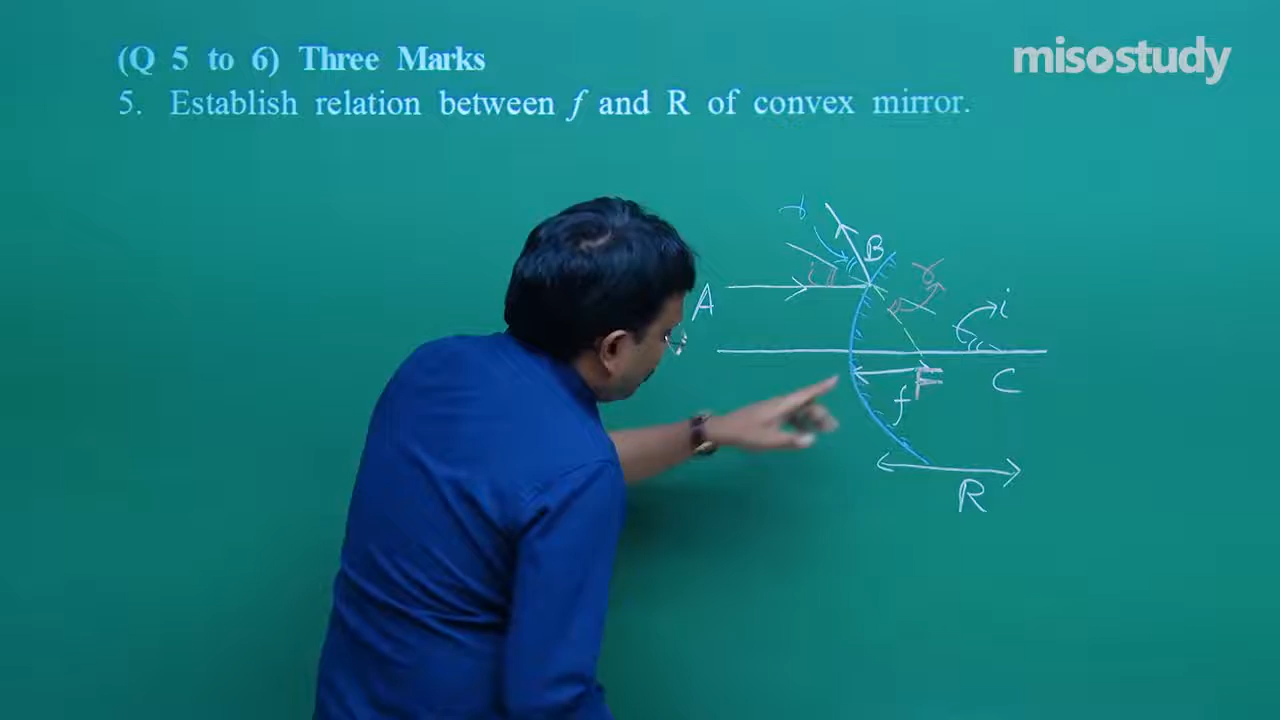 misostudy
(Q 5 to 6) Three Marks
5. Establish relation between f and R of convex mirror.
B
i
A
i
F
C
f
R